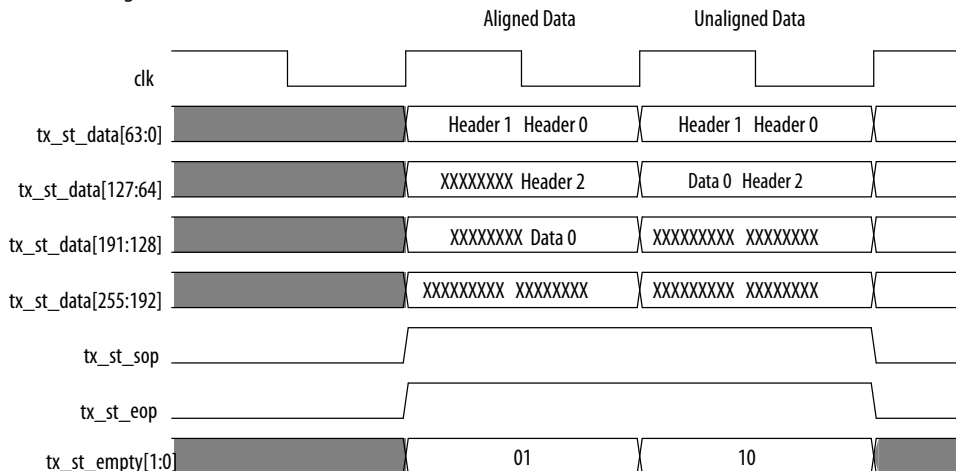 Aligned Data Unaligned Data
clk
tx_st_data[63:0] Header 1 Header 0 Header 1 Header 0
tx_st_data[127:64] XXXXXXXX Header 2 Data 0 Header 2
tx_st_data[191:128] XXXXXXXX Data 0 XXXXXXXXX XXXXXXXX
tx_st_data[255:192] XXXXXXXXX XXXXXXXX XXXXXXXXX XXXXXXXX
tx_st_sop
tx_st_eop
tx_st_empty[1:0] 01 10